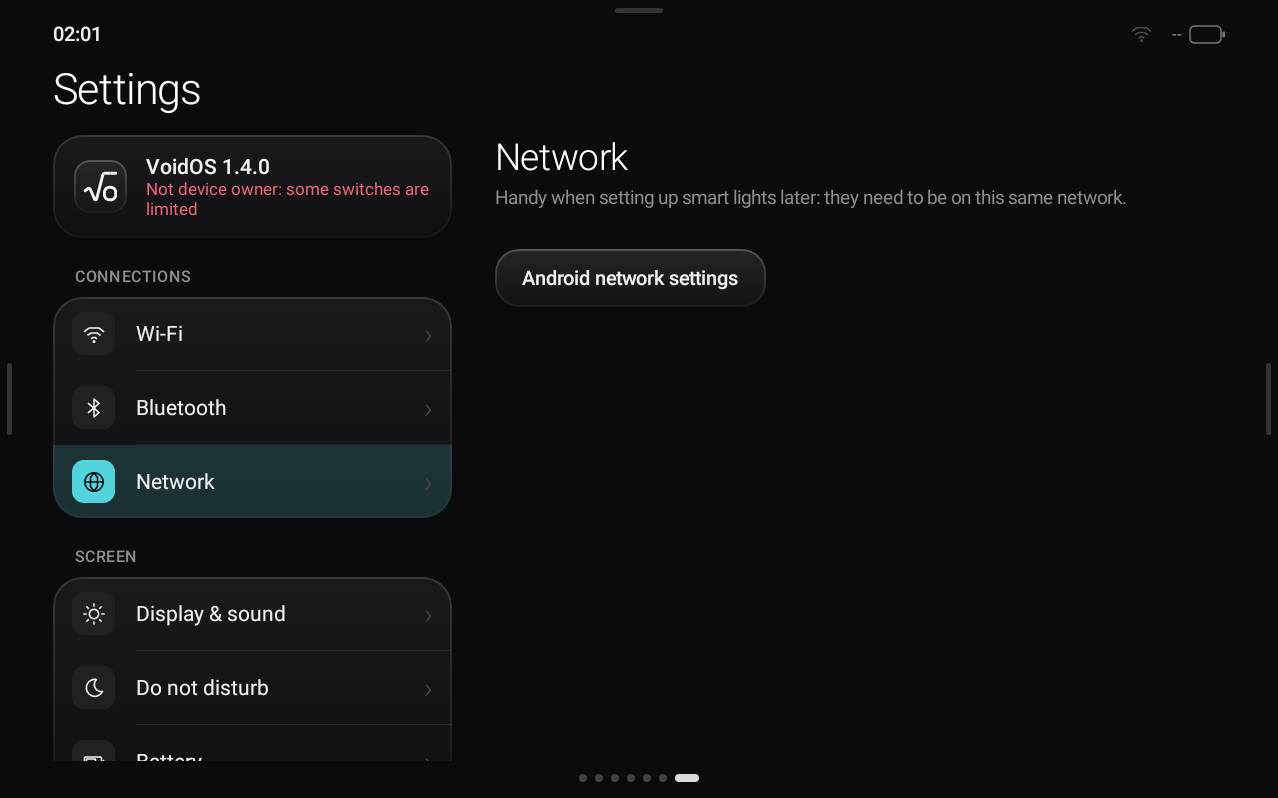 02:01
--
Settings
VoidOS 1.4.0
Not device owner: some switches are
limited
CONNECTIONS
Wi-Fi
Bluetooth
Network
SCREEN
Display & sound
Do not disturb
Battery
Network
Handy when setting up smart lights later: they need to be on this same network.
Android network settings